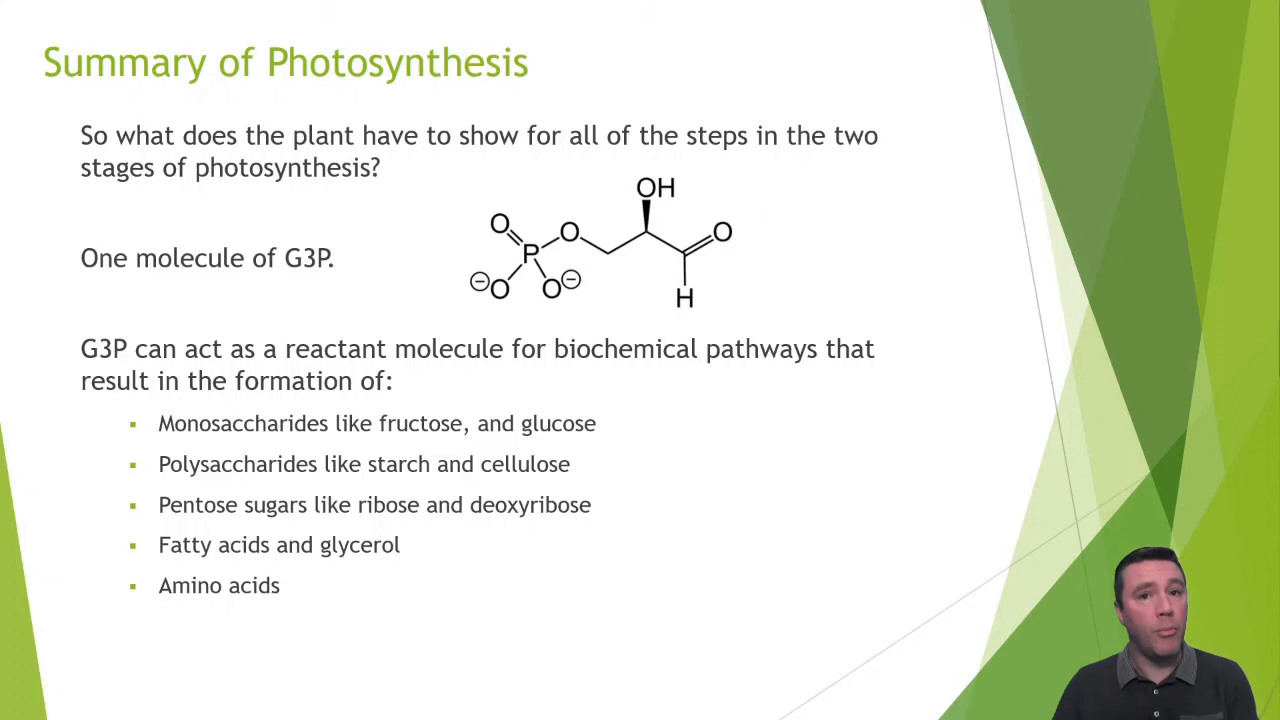 Summary of Photosynthesis
So what does the plant have to show for all of the steps in the two
stages of photosynthesis?
OH
O
O
O
P
One molecule of G3P.
⊖O
O⊖
H
G3P can act as a reactant molecule for biochemical pathways that
result in the formation of:
▪ Monosaccharides like fructose, and glucose
▪ Polysaccharides like starch and cellulose
▪ Pentose sugars like ribose and deoxyribose
▪ Fatty acids and glycerol
▪ Amino acids